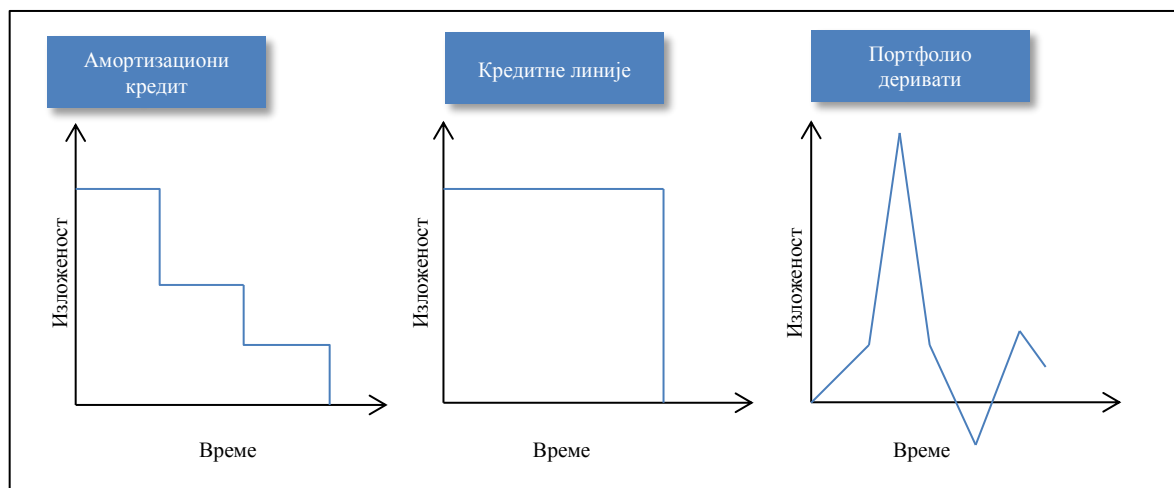 Амортизациони
кредит
Кредитне линије
Портфолио
деривати
Изложеност
Изложеност
Изложеност
Време
Време
Време